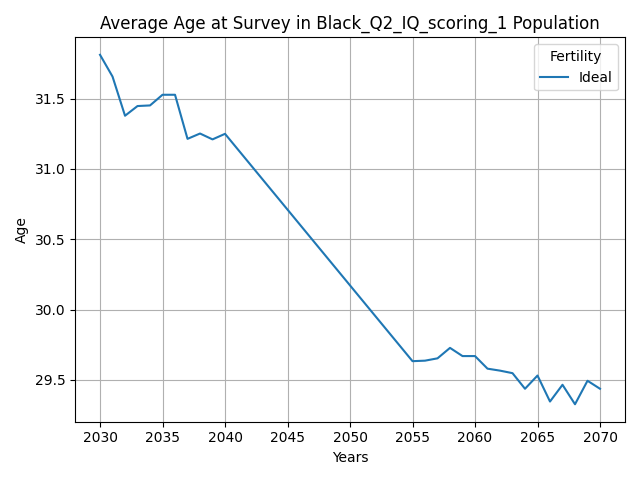 Average Age at Survey in Black_Q2_IQ_scoring_1 Population
Fertility
Ideal
31.5
31.0
30.5
30.0
29.5
Age
2030 2035 2040 2045 2050 2055 2060 2065 2070
Years